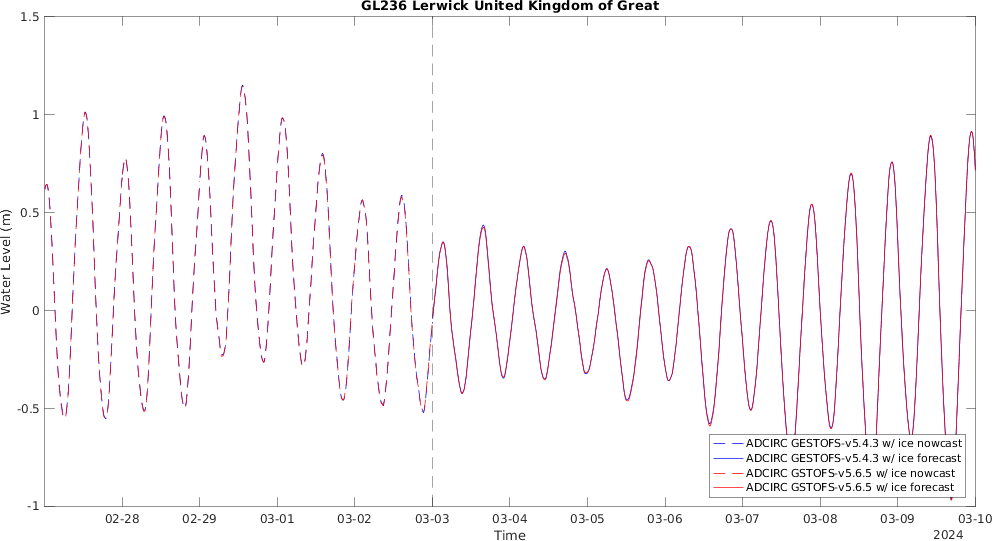 GL236 Lerwick United Kingdom of Great
1.5
1
0.5
0
-0.5
-1
Water Level (m)
ADCIRC GESTOFS-v5.4.3 w/ ice nowcast
ADCIRC GESTOFS-v5.4.3 w/ ice forecast
ADCIRC GSTOFS-v5.6.5 w/ ice nowcast
ADCIRC GSTOFS-v5.6.5 w/ ice forecast
02-28 02-29 03-01 03-02 03-03 03-04 03-05 03-06 03-07 03-08 03-09 03-10
Time
2024